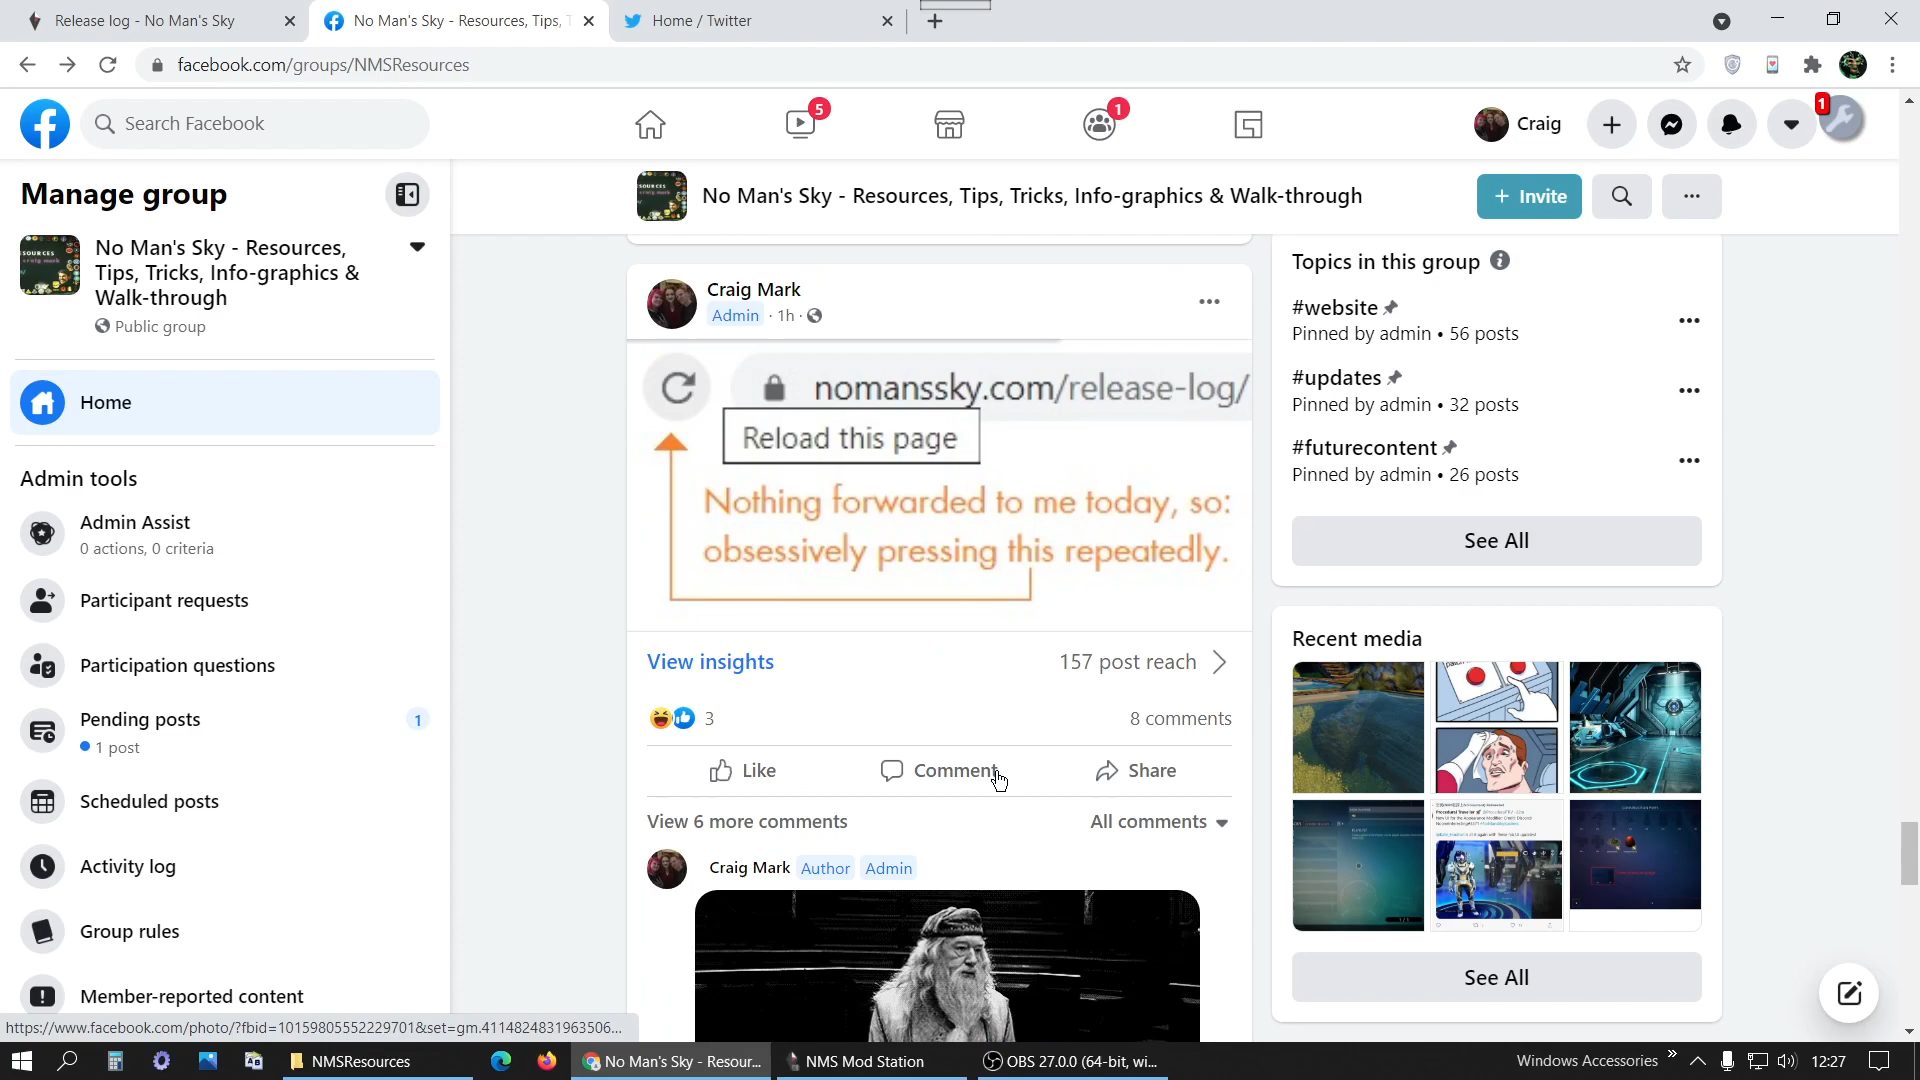 Release log - No Man's Sky
No Man's Sky - Resources, Tips, T
Home / Twitter
facebook.com/groups/NMSResources
Search Facebook
5
1
Craig
1
Manage group
No Man's Sky - Resources,
Tips, Tricks, Info-graphics &
Walk-through
Public group
Home
Admin tools
Admin Assist
0 actions, 0 criteria
Participant requests
Participation questions
Pending posts
1
1 post
Scheduled posts
Activity log
Group rules
Member-reported content
https://www.facebook.com/photo/?fbid=10159805552229701&set=gm.4114824831963506...
No Man's Sky - Resources, Tips, Tricks, Info-graphics & Walk-through
+ Invite
Craig Mark
Admin · 1h ·
nomanssky.com/release-log/
Reload this page
Nothing forwarded to me today, so:
obsessively pressing this repeatedly.
View insights
157 post reach
3
8 comments
Like
Comment
Share
View 6 more comments
All comments
Craig Mark Author Admin
Topics in this group
#website
Pinned by admin • 56 posts
#updates
Pinned by admin • 32 posts
#futurecontent
Pinned by admin • 26 posts
See All
Recent media
See All
NMSResources
No Man's Sky - Resour...
NMS Mod Station
OBS 27.0.0 (64-bit, wi...
Windows Accessories
12:27